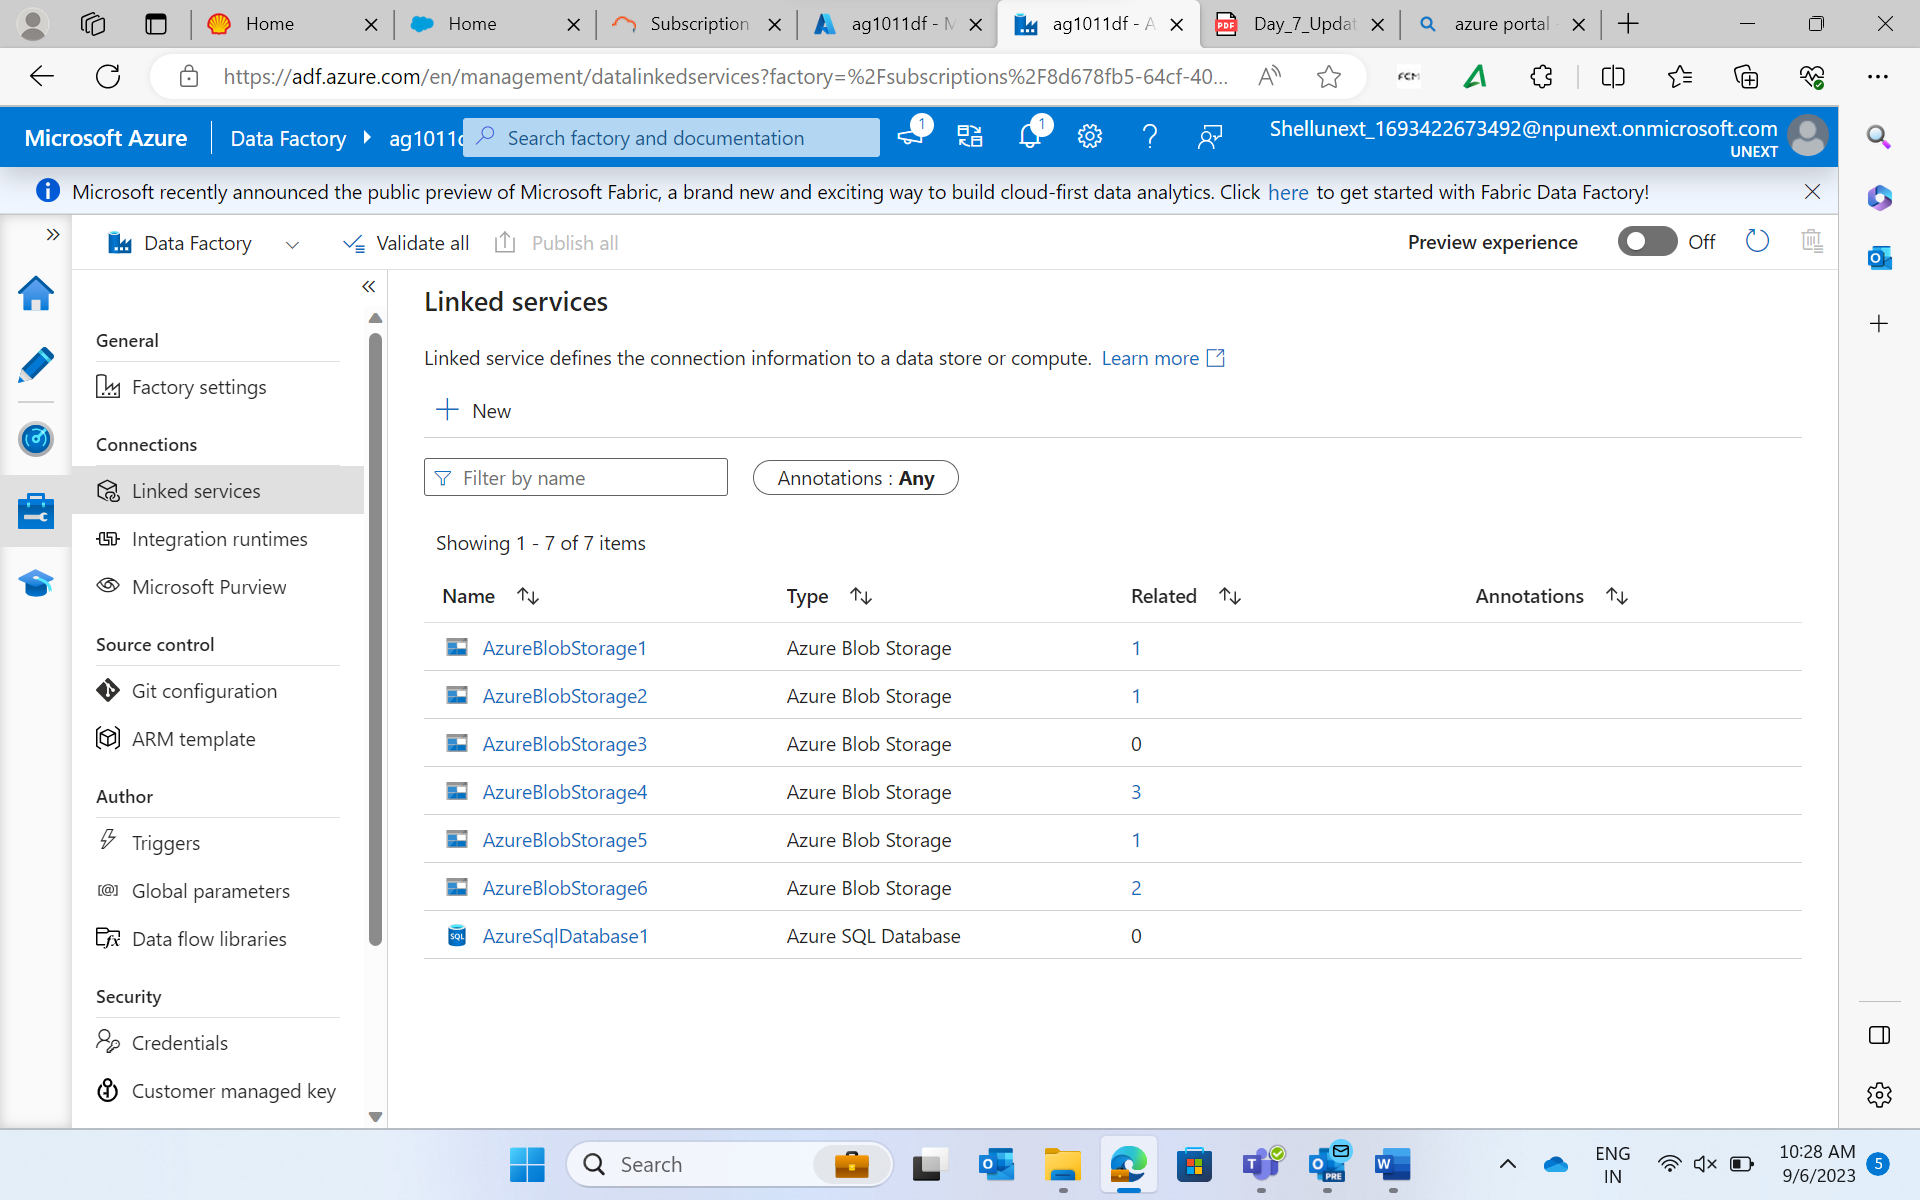 Home
Home
Subscription
ag1011df - M
ag1011df - A
PDF
Day_7_Updat
azure portal
https://adf.azure.com/en/management/datalinkedservices?factory=%2Fsubscriptions%2F8d678fb5-64cf-40...
FCM
Microsoft Azure
Data Factory
ag1011d
Search factory and documentation
1
1
Shellunext_1693422673492@npunext.onmicrosoft.com
UNEXT
Microsoft recently announced the public preview of Microsoft Fabric, a brand new and exciting way to build cloud-first data analytics. Click here to get started with Fabric Data Factory!
Data Factory
Validate all
Publish all
Preview experience
Off
General
Factory settings
Connections
Linked services
Integration runtimes
Microsoft Purview
Source control
Git configuration
ARM template
Author
Triggers
Global parameters
Data flow libraries
Security
Credentials
Customer managed key
Linked services
Linked service defines the connection information to a data store or compute. Learn more
New
Filter by name
Annotations : Any
Showing 1 - 7 of 7 items
Name Type Related Annotations
AzureBlobStorage1 Azure Blob Storage 1
AzureBlobStorage2 Azure Blob Storage 1
AzureBlobStorage3 Azure Blob Storage 0
AzureBlobStorage4 Azure Blob Storage 3
AzureBlobStorage5 Azure Blob Storage 1
AzureBlobStorage6 Azure Blob Storage 2
SQL AzureSqlDatabase1 Azure SQL Database 0
Search
PRE
ENG
IN
10:28 AM
9/6/2023
5